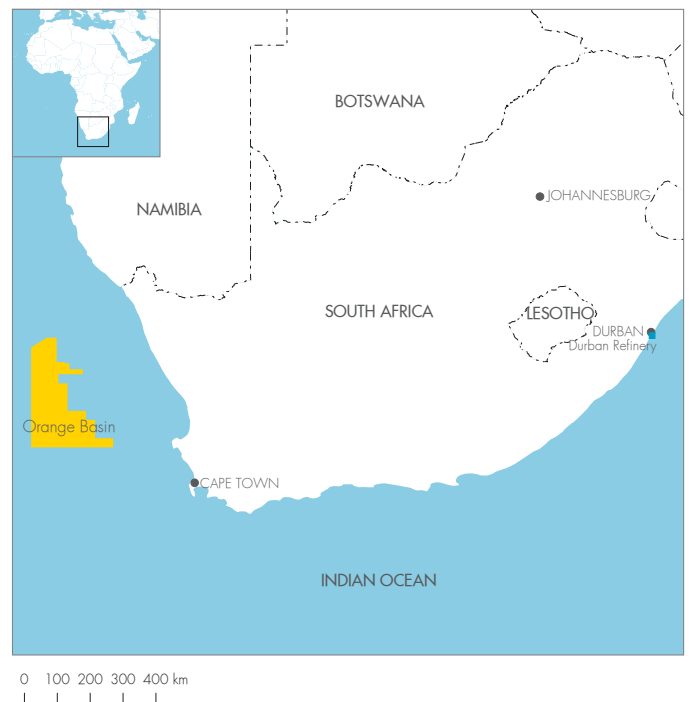 BOTSWANA
JOHANNESBURG
NAMIBIA
SOUTH AFRICA
LESOTHO
DURBAN
Durban Refinery
Orange Basin
CAPE TOWN
INDIAN OCEAN
0 100 200 300 400 km